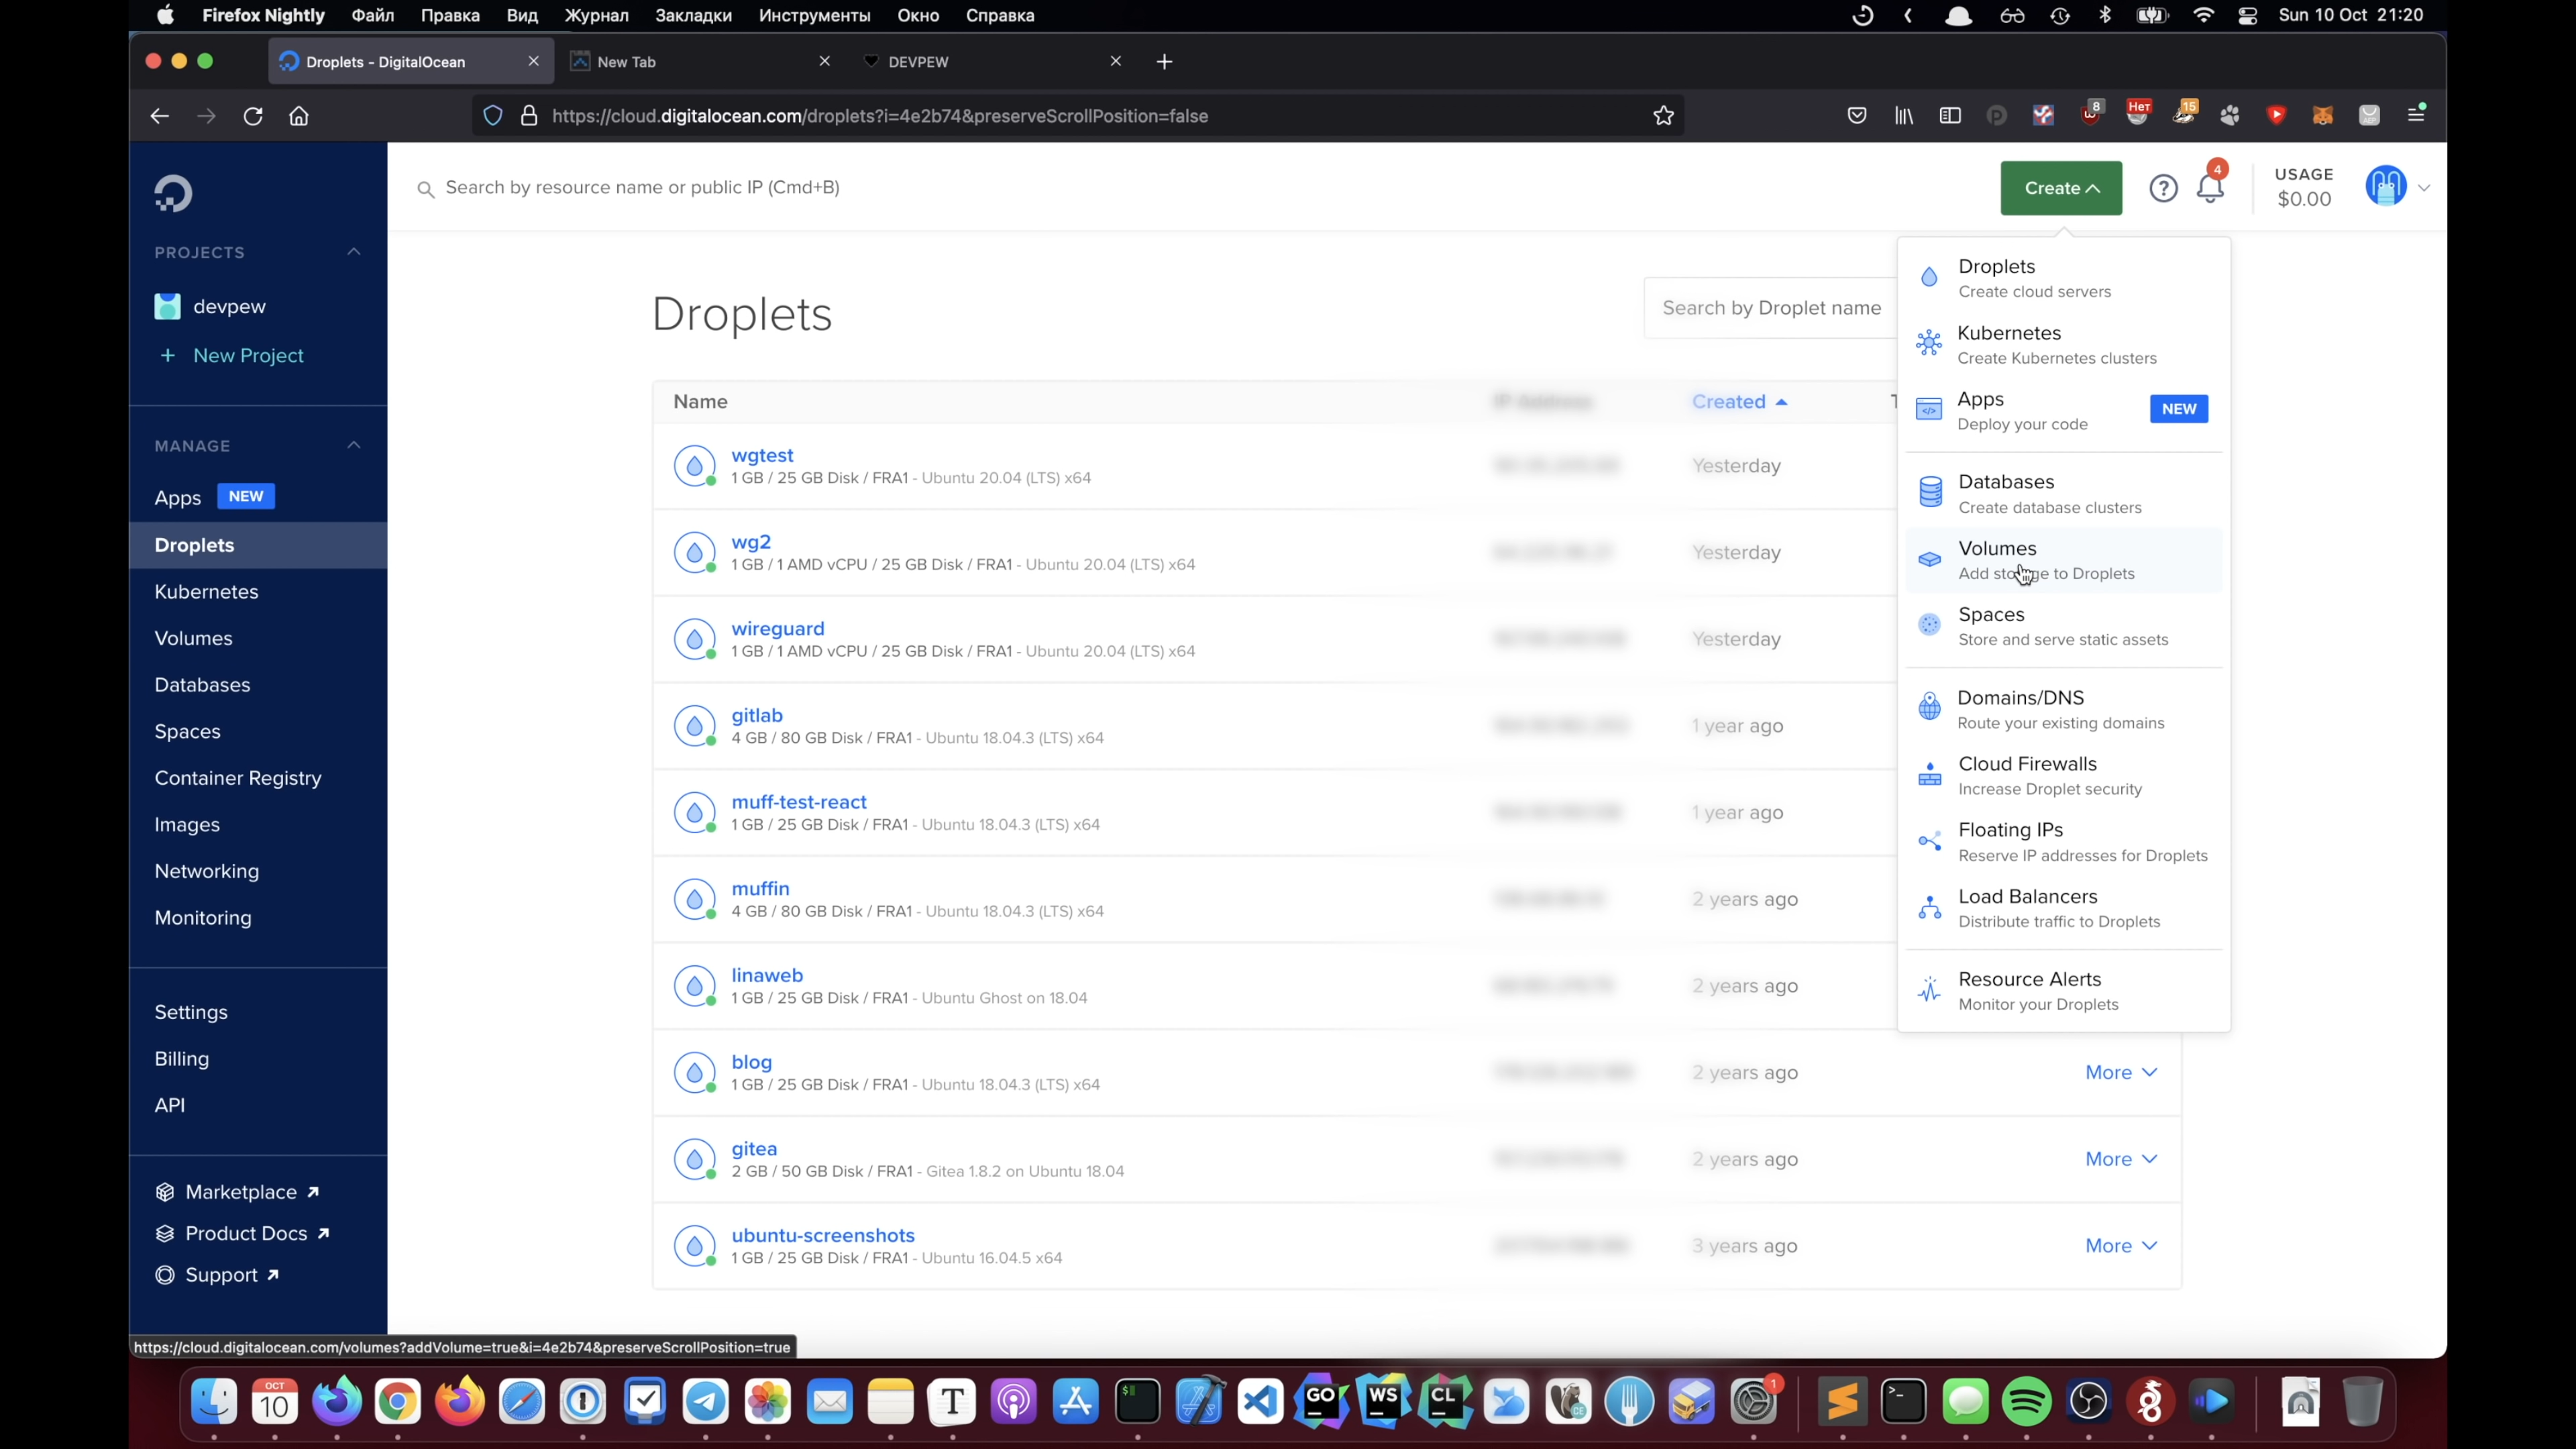 Firefox Nightly Файл Правка Вид Журнал Закладки Инструменты Окно Справка
Sun 10 Oct 21:20
Droplets - DigitalOcean
New Tab
DEVPEW
https://cloud.digitalocean.com/droplets?i=4e2b74&preserveScrollPosition=false
8
Нет
15
Search by resource name or public IP (Cmd+B)
Create
4
USAGE
$0.00
PROJECTS
devpew
+ New Project
MANAGE
Apps NEW
Droplets
Kubernetes
Volumes
Databases
Spaces
Container Registry
Images
Networking
Monitoring
Settings
Billing
API
Marketplace
Product Docs
Support
Droplets
Search by Droplet name
Name
Created
wgtest
1 GB / 25 GB Disk / FRA1 - Ubuntu 20.04 (LTS) x64
Yesterday
wg2
1 GB / 1 AMD vCPU / 25 GB Disk / FRA1 - Ubuntu 20.04 (LTS) x64
Yesterday
wireguard
1 GB / 1 AMD vCPU / 25 GB Disk / FRA1 - Ubuntu 20.04 (LTS) x64
Yesterday
gitlab
4 GB / 80 GB Disk / FRA1 - Ubuntu 18.04.3 (LTS) x64
1 year ago
muff-test-react
1 GB / 25 GB Disk / FRA1 - Ubuntu 18.04.3 (LTS) x64
1 year ago
muffin
4 GB / 80 GB Disk / FRA1 - Ubuntu 18.04.3 (LTS) x64
2 years ago
linaweb
1 GB / 25 GB Disk / FRA1 - Ubuntu Ghost on 18.04
2 years ago
blog
1 GB / 25 GB Disk / FRA1 - Ubuntu 18.04.3 (LTS) x64
2 years ago
More
gitea
2 GB / 50 GB Disk / FRA1 - Gitea 1.8.2 on Ubuntu 18.04
2 years ago
More
ubuntu-screenshots
1 GB / 25 GB Disk / FRA1 - Ubuntu 16.04.5 x64
3 years ago
More
Droplets
Create cloud servers
Kubernetes
Create Kubernetes clusters
Apps
Deploy your code
NEW
Databases
Create database clusters
Volumes
Add storage to Droplets
Spaces
Store and serve static assets
Domains/DNS
Route your existing domains
Cloud Firewalls
Increase Droplet security
Floating IPs
Reserve IP addresses for Droplets
Load Balancers
Distribute traffic to Droplets
Resource Alerts
Monitor your Droplets
https://cloud.digitalocean.com/volumes?addVolume=true&i=4e2b74&preserveScrollPosition=true
OCT
10
T
GO
WS
CL
CE
1